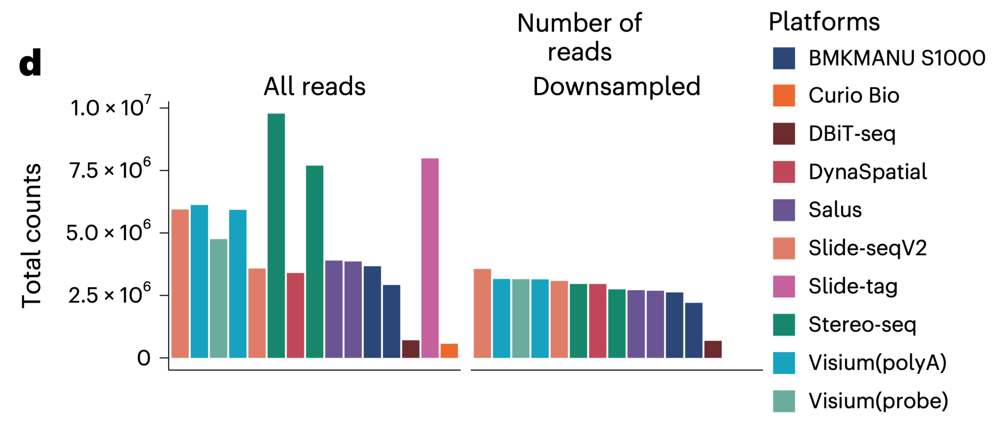 d
Number of
reads
All reads
Downsampled
Total counts
1.0 × 10⁷
7.5 × 10⁶
5.0 × 10⁶
2.5 × 10⁶
0
Platforms
BMKMANU S1000
Curio Bio
DBiT-seq
DynaSpatial
Salus
Slide-seqV2
Slide-tag
Stereo-seq
Visium(polyA)
Visium(probe)